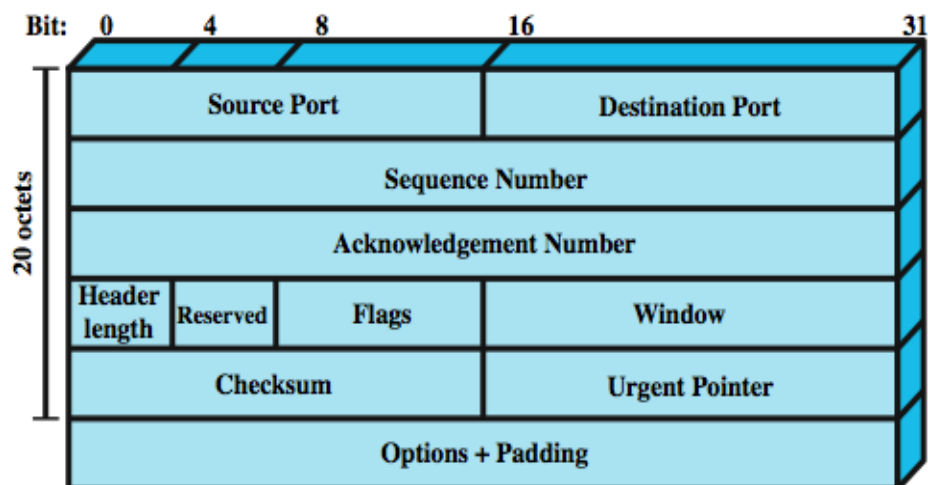 Bit: 0 4 8 16 31
20 octets
Source Port Destination Port
Sequence Number
Acknowledgement Number
Header
length Reserved Flags Window
Checksum Urgent Pointer
Options + Padding